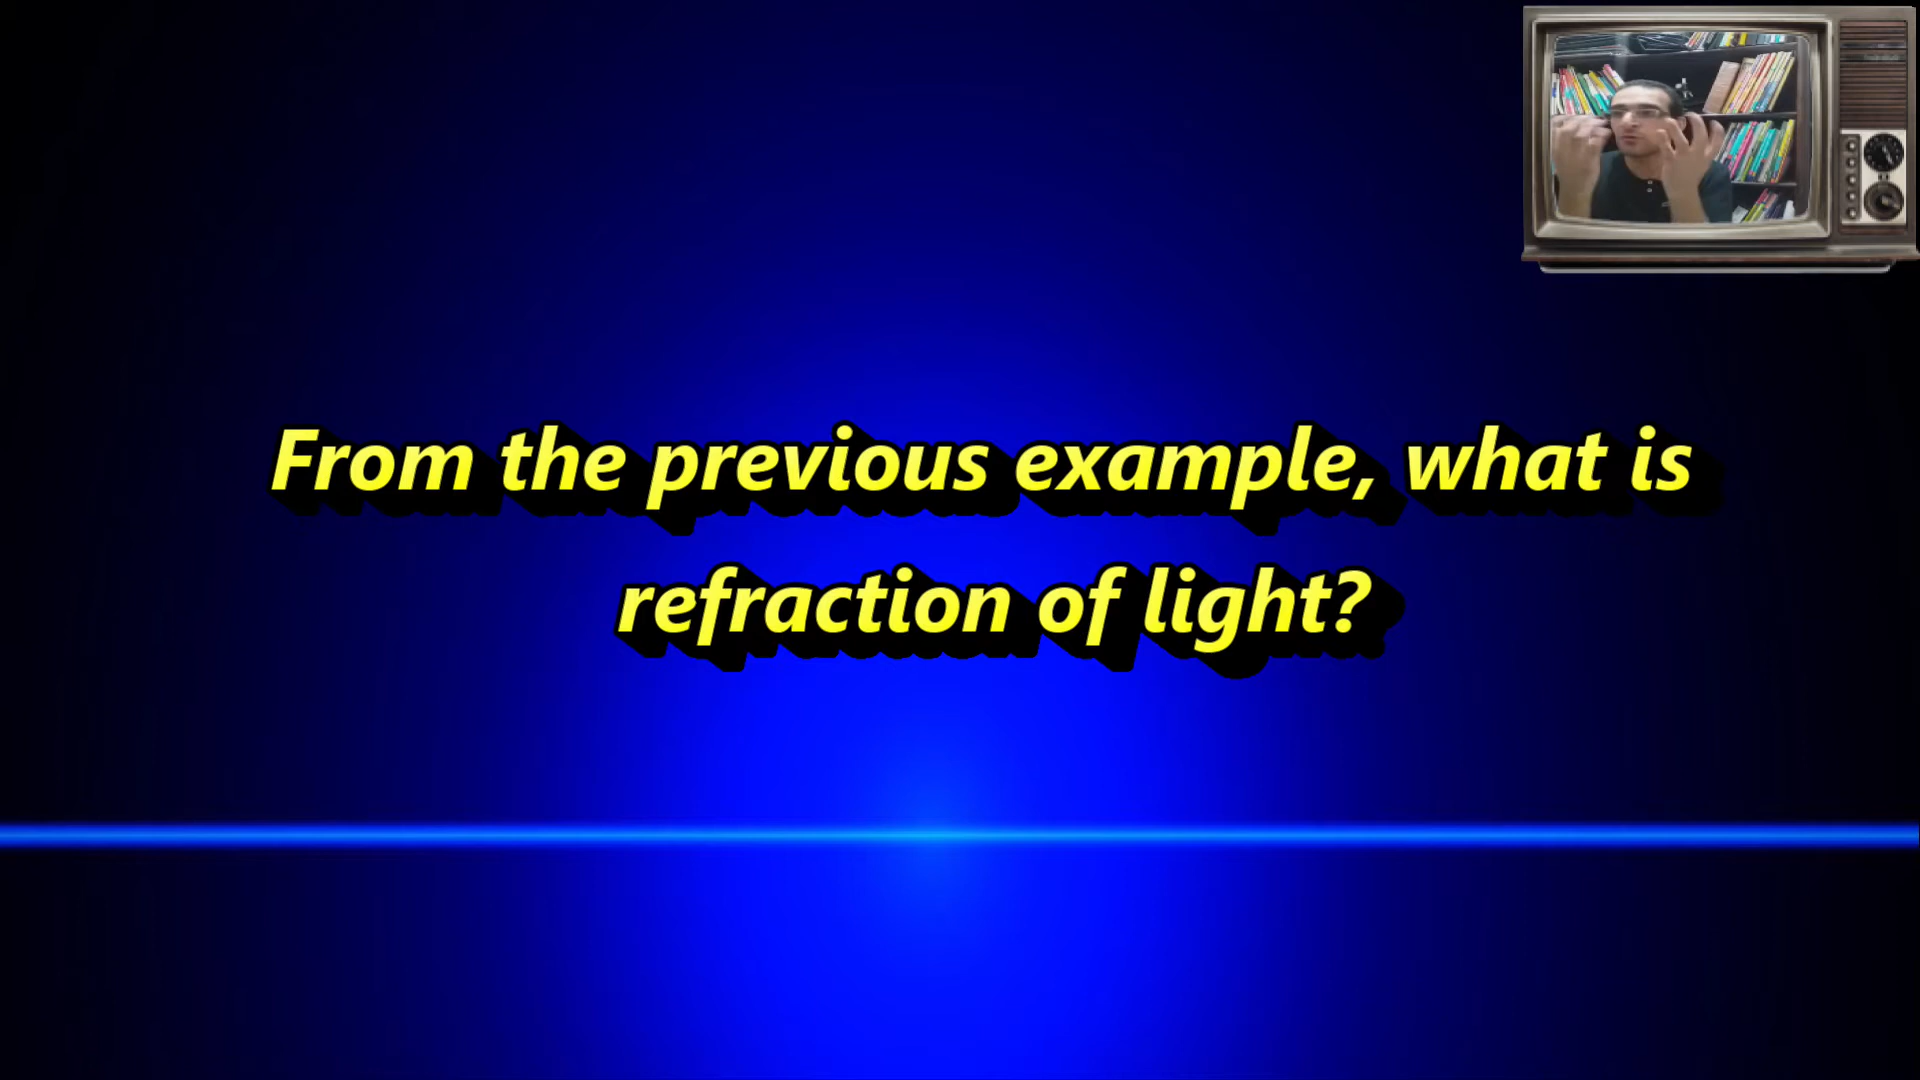 From the previous example, what is
refraction of light?